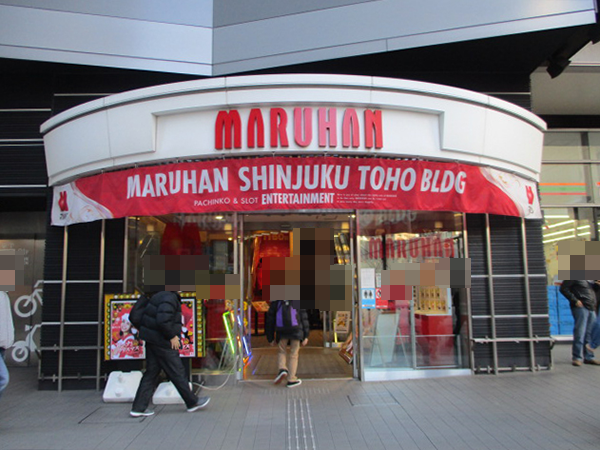 MARUHAN
MARUHAN SHINJUKU TOHO BLDG
PACHINKO & SLOT ENTERTAINMENT
MARUHAN